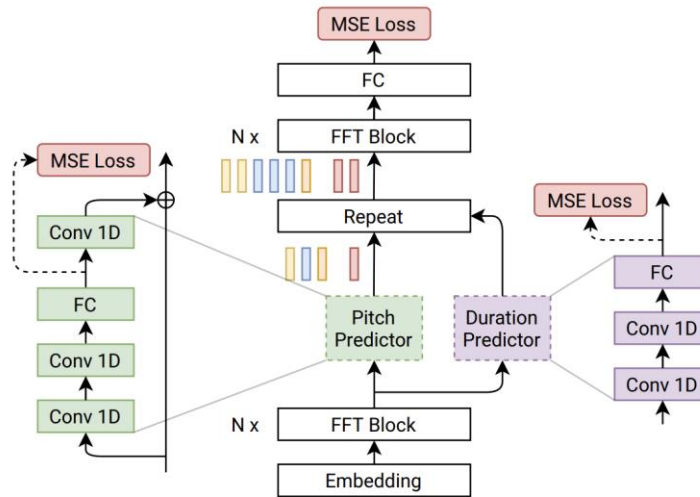 MSE Loss
FC
N x
FFT Block
MSE Loss
Repeat
MSE Loss
Conv 1D
FC
FC
Pitch
Predictor
Duration
Predictor
Conv 1D
Conv 1D
Conv 1D
Conv 1D
N x
FFT Block
Embedding